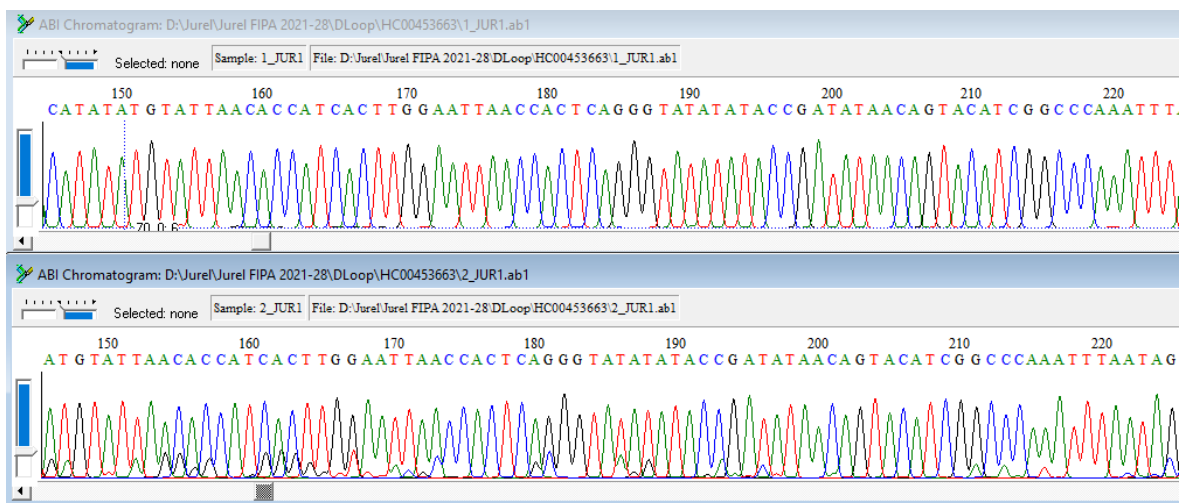 ABI Chromatogram: D:\Jurel\Jurel FIPA 2021-28\DLoop\HC00453663\1_JUR1.ab1
Selected: none Sample: 1_JUR1 File: D:\Jurel\Jurel FIPA 2021-28\DLoop\HC00453663\1_JUR1.ab1
150 160 170 180 190 200 210 220
CATATATGTATTAACACCATCACTTGGAATTAACCACTCAGGGTATATATACCGATATAACAGTACATCGGCCCAAATTTA
ABI Chromatogram: D:\Jurel\Jurel FIPA 2021-28\DLoop\HC00453663\2_JUR1.ab1
Selected: none Sample: 2_JUR1 File: D:\Jurel\Jurel FIPA 2021-28\DLoop\HC00453663\2_JUR1.ab1
150 160 170 180 190 200 210 220
ATGTATTAACACCATCACTTGGAATTAACCACTCAGGGTATATATACCGATATAACAGTACATCGGCCCAAATTTAATAG